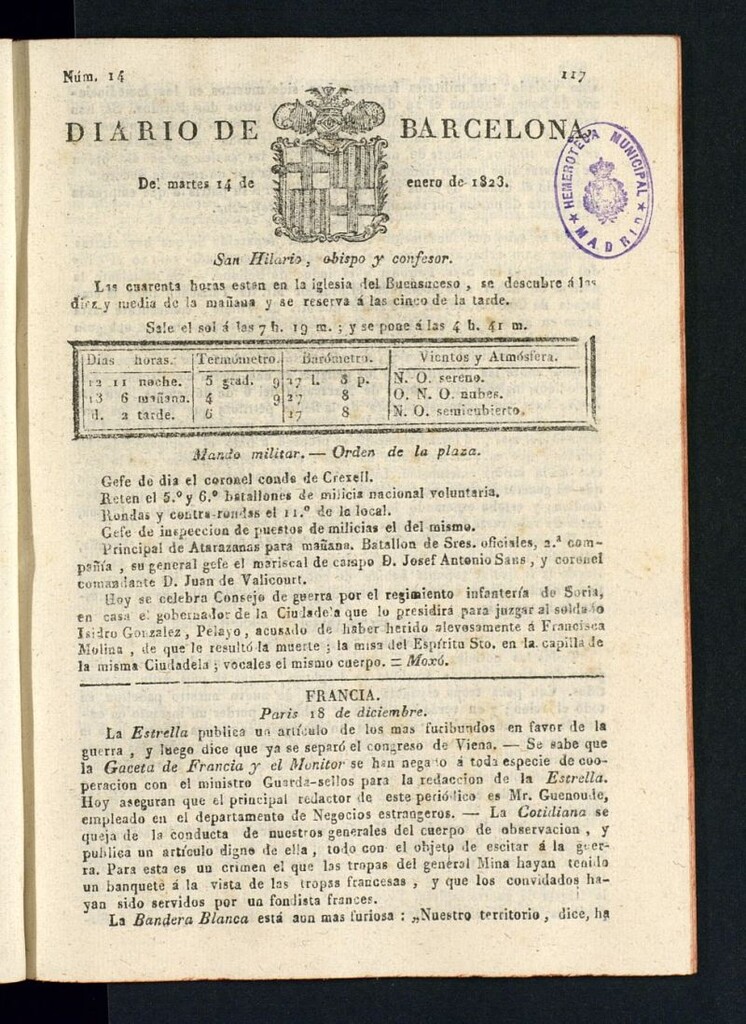 Núm. 14 117
DIARIO DE BARCELONA,
Del martes 14 de enero de 1823.
HEMEROTECA MUNICIPAL
★ MADRID ★
San Hilario, obispo y confesor.
Las cuarenta horas estan en la iglesia del Buensuceso, se descubre á las
diez y media de la mañana y se reserva á las cinco de la tarde.
Sale el sol á las 7 h. 19 m.; y se pone á las 4 h. 41 m.
Dias horas. Termómetro. Barómetro. Vientos y Atmósfera.
12 11 noche. 5 grad. 9 27 l. 8 p. N. O. sereno.
13 6 mañana. 4 9 27 8 O. N. O. nubes.
d. 2 tarde. 6 27 8 N. O. semicubierto.
Mando militar. — Orden de la plaza.
Gefe de dia el coronel conde de Crexell.
Reten el 5.º y 6.º batallones de milicia nacional voluntaria.
Rondas y contra-rondas el 11.º de la local.
Gefe de inspeccion de puestos de milicias el del mismo.
Principal de Atarazanas para mañana. Batallon de Sres. oficiales, 2.ª com-
pañia, su general gefe el mariscal de campo D. Josef Antonio Sans, y coronel
comandante D. Juan de Valicourt.
Hoy se celebra Consejo de guerra por el regimiento infantería de Soria,
en casa el gobernador de la Ciudadela que lo presidirá para juzgar al soldado
Isidro Gonzalez, Pelayo, acusado de haber herido alevosamente á Francisca
Molina, de que le resultó la muerte; la misa del Espíritu Sto. en la capilla de
la misma Ciudadela; vocales el mismo cuerpo. = Moxó.
FRANCIA.
Paris 18 de diciembre.
La Estrella publica un artículo de los mas furibundos en favor de la
guerra, y luego dice que ya se separó el congreso de Viena. — Se sabe que
la Gaceta de Francia y el Monitor se han negado á toda especie de coo-
peracion con el ministro Guarda-sellos para la redaccion de la Estrella.
Hoy aseguran que el principal redactor de este periódico es Mr. Guenoude,
empleado en el departamento de Negocios estrangeros. — La Cotidiana se
queja de la conducta de nuestros generales del cuerpo de observacion, y
publica un artículo digno de ella, todo con el objeto de escitar á la guer-
ra. Para esta es un crimen el que las tropas del general Mina hayan tenido
un banquete á la vista de las tropas francesas, y que los convidados ha-
yan sido servidos por un fondista frances.
La Bandera Blanca está aun mas furiosa: „Nuestro territorio, dice, ha